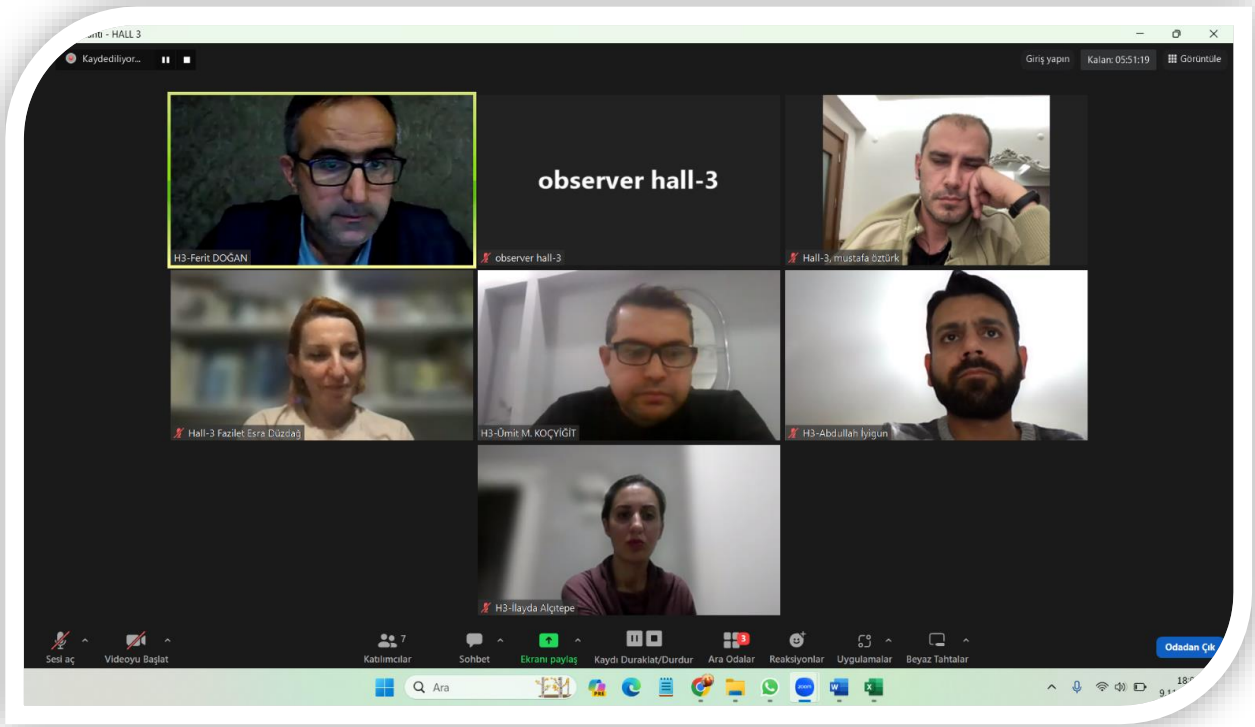 HALL 3
Kaydediliyor...
Giriş yapın
Kalan: 05:51:19
Görüntüle
H3-Ferit DOĞAN
observer hall-3
observer hall-3
Hall-3, mustafa öztürk
Hall-3 Fazilet Esra Düzdağ
H3-Ümit M. KOÇYİĞİT
H3-Abdullah İyigun
H3-İlayda Alçıtepe
Sesi aç
Videoyu Başlat
7
Katılımcılar
Sohbet
Ekranı paylaş
Kaydı Duraklat/Durdur
3
Ara Odalar
Reaksiyonlar
Uygulamalar
Beyaz Tahtalar
Odadan Çık
Ara
PRE
zoom